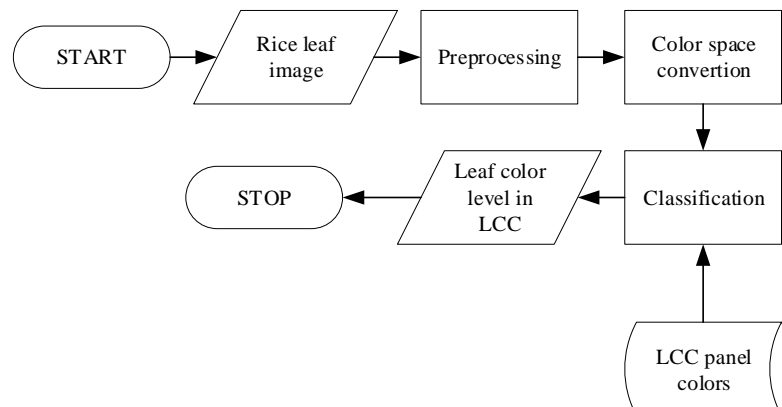 START
Rice leaf
image
Preprocessing
Color space
convertion
STOP
Leaf color
level in
LCC
Classification
LCC panel
colors